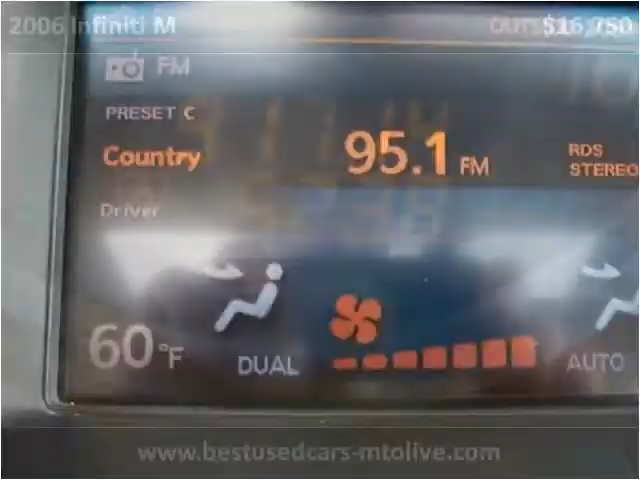 2006 Infiniti M
$16,750
FM
PRESET C
Country 95.1 FM RDS STEREO
Driver
60°F DUAL AUTO
www.bestusedcars-mtolive.com